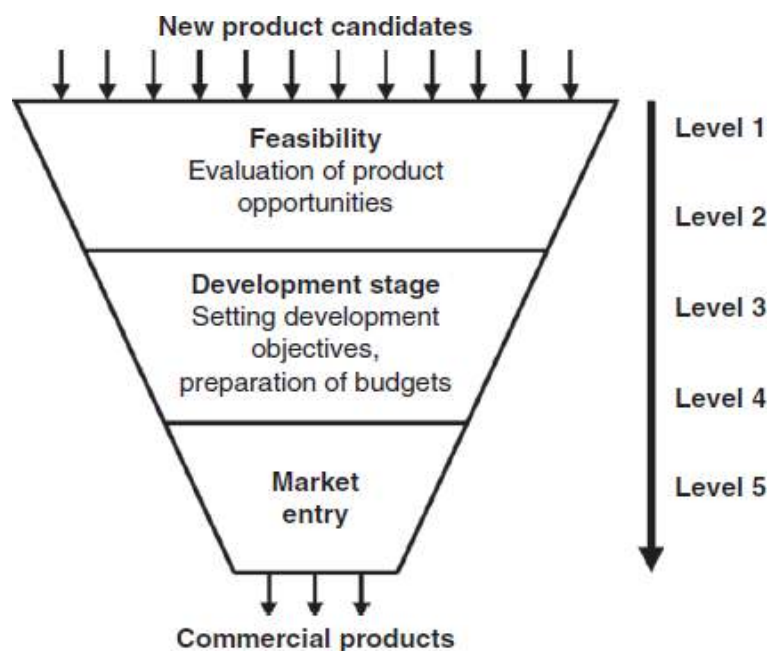 New product candidates
Feasibility
Evaluation of product
opportunities
Development stage
Setting development
objectives,
preparation of budgets
Market
entry
Commercial products
Level 1
Level 2
Level 3
Level 4
Level 5